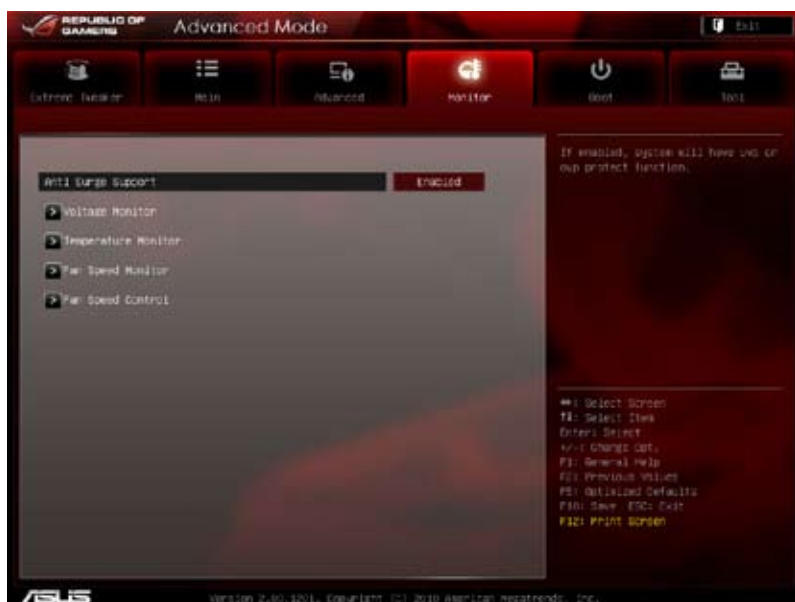 REPUBLIC OF
GAMERS
Advanced Mode
Exit
Extreme Tweaker
Main
Advanced
Monitor
Boot
Tool
Anti Surge Support
Enabled
Voltage Monitor
Temperature Monitor
Fan Speed Monitor
Fan Speed Control
If enabled, system will have uvp or
ovp protect function.
: Select Screen
: Select Item
Enter: Select
+/-: Change Opt.
F1: General Help
F2: Previous Values
F5: Optimized Defaults
F10: Save ESC: Exit
F12: Print Screen
ASUS
Version 2.00.1201. Copyright (C) 2010 American Megatrends, Inc.